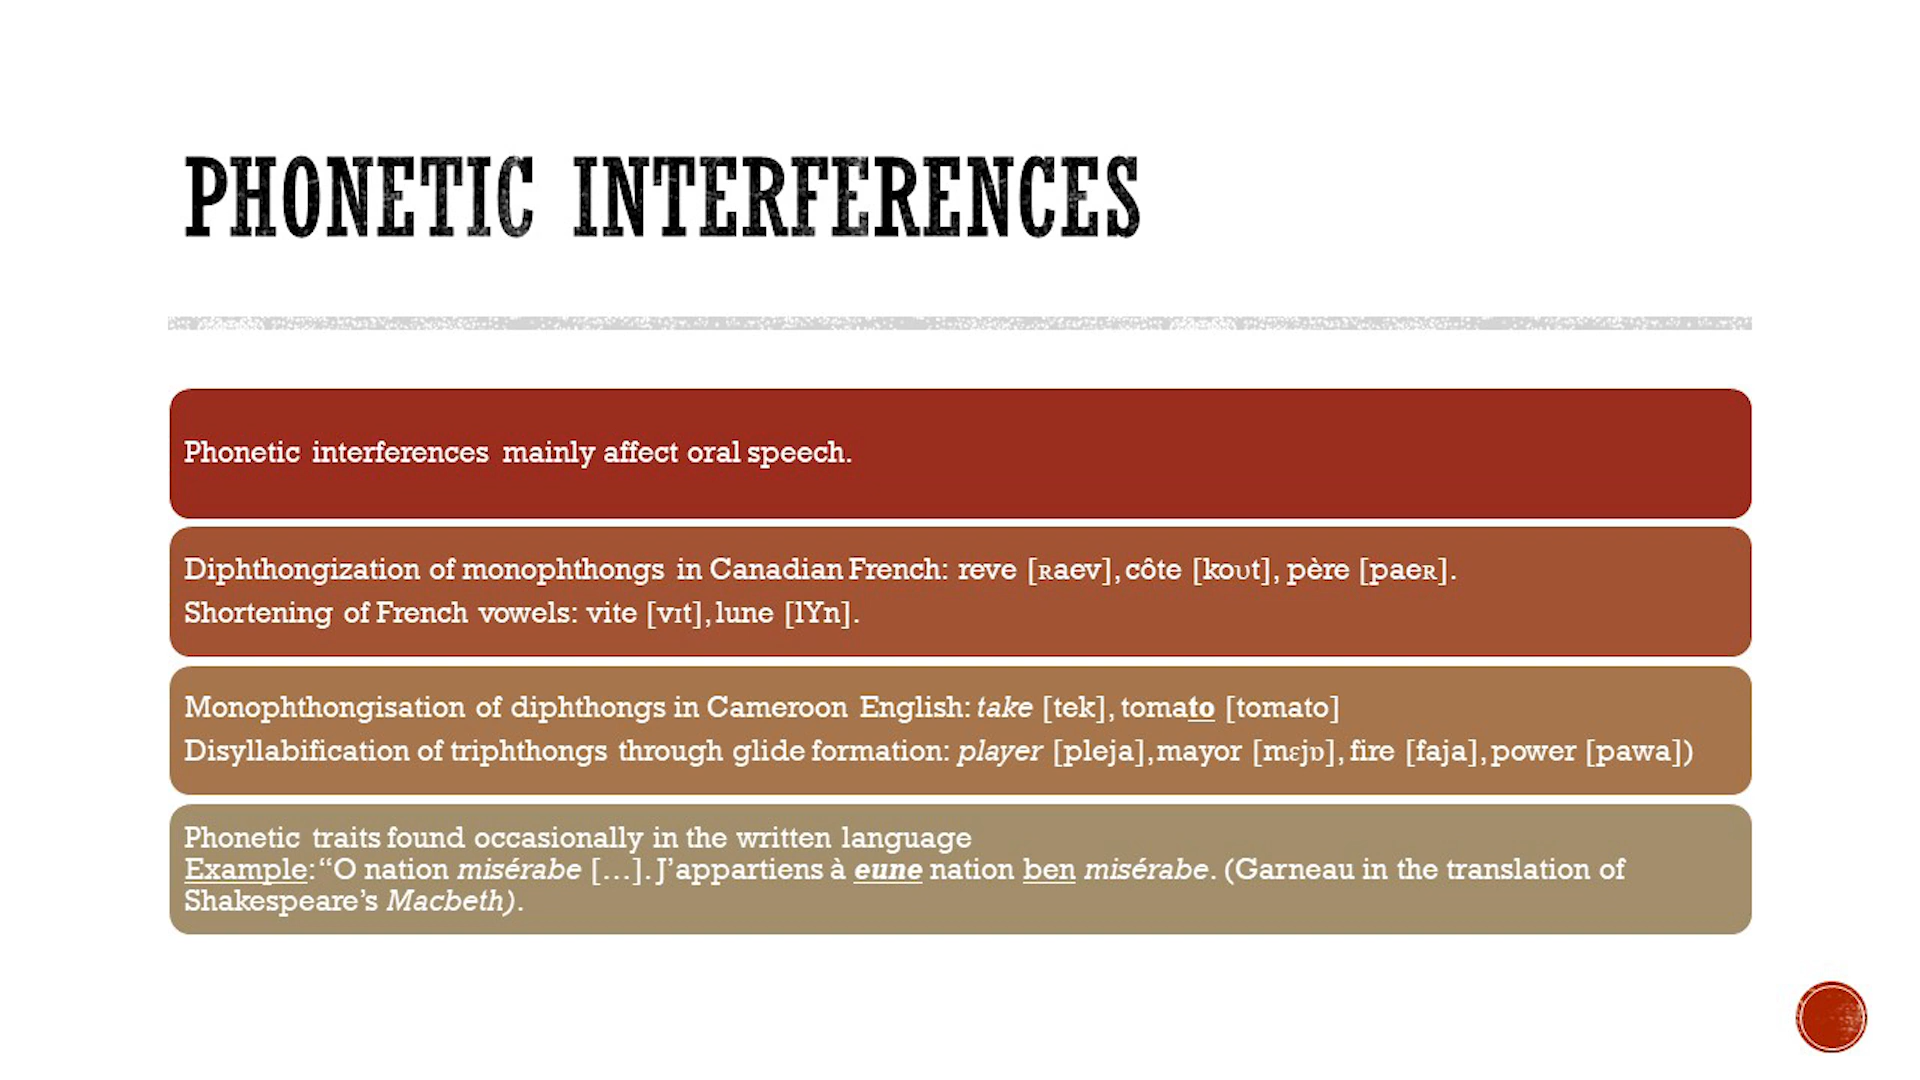 PHONETIC INTERFERENCES
Phonetic interferences mainly affect oral speech.
Diphthongization of monophthongs in Canadian French: reve [ʀaev], côte [koʊt], père [paeʀ].
Shortening of French vowels: vite [vɪt], lune [lYn].
Monophthongisation of diphthongs in Cameroon English: take [tek], tomato [tomato]
Disyllabification of triphthongs through glide formation: player [pleja], mayor [mɛjɒ], fire [faja], power [pawa])
Phonetic traits found occasionally in the written language
Example: “O nation misérabe […]. J’appartiens à eune nation ben misérabe. (Garneau in the translation of
Shakespeare’s Macbeth).